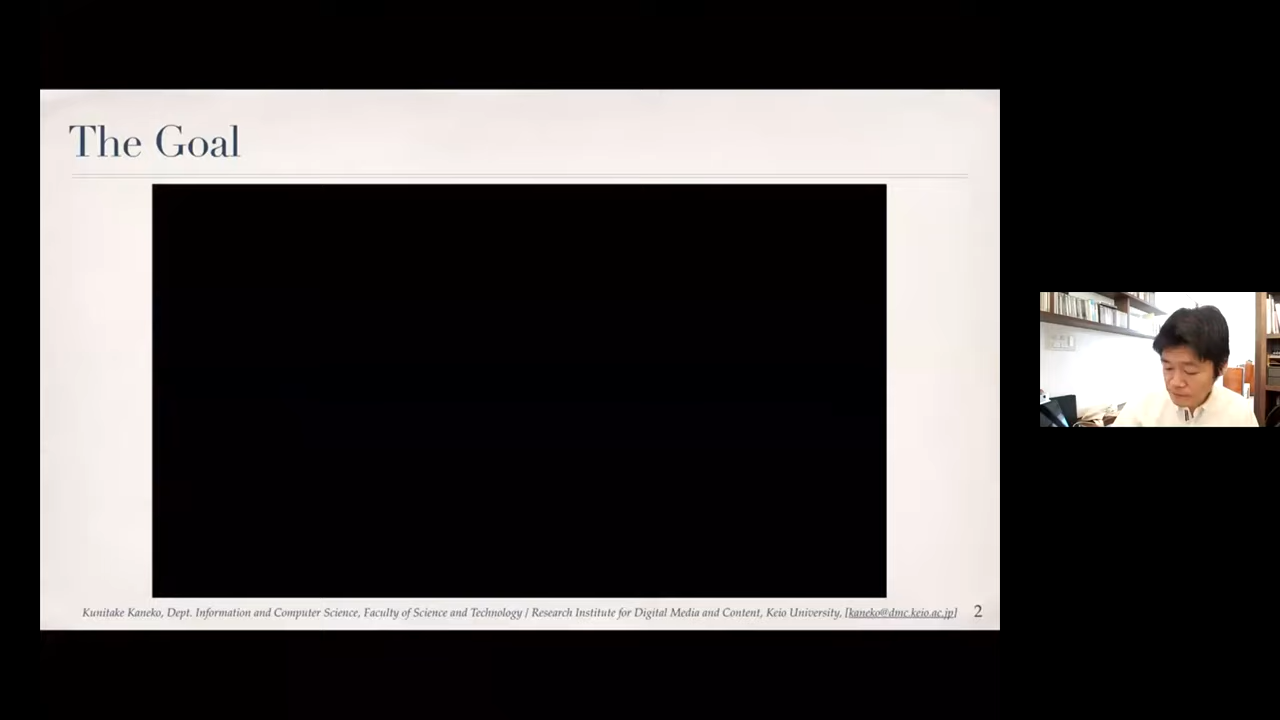 The Goal
Kunitake Kaneko, Dept. Information and Computer Science, Faculty of Science and Technology / Research Institute for Digital Media and Content, Keio University, [kaneko@dmc.keio.ac.jp]
2